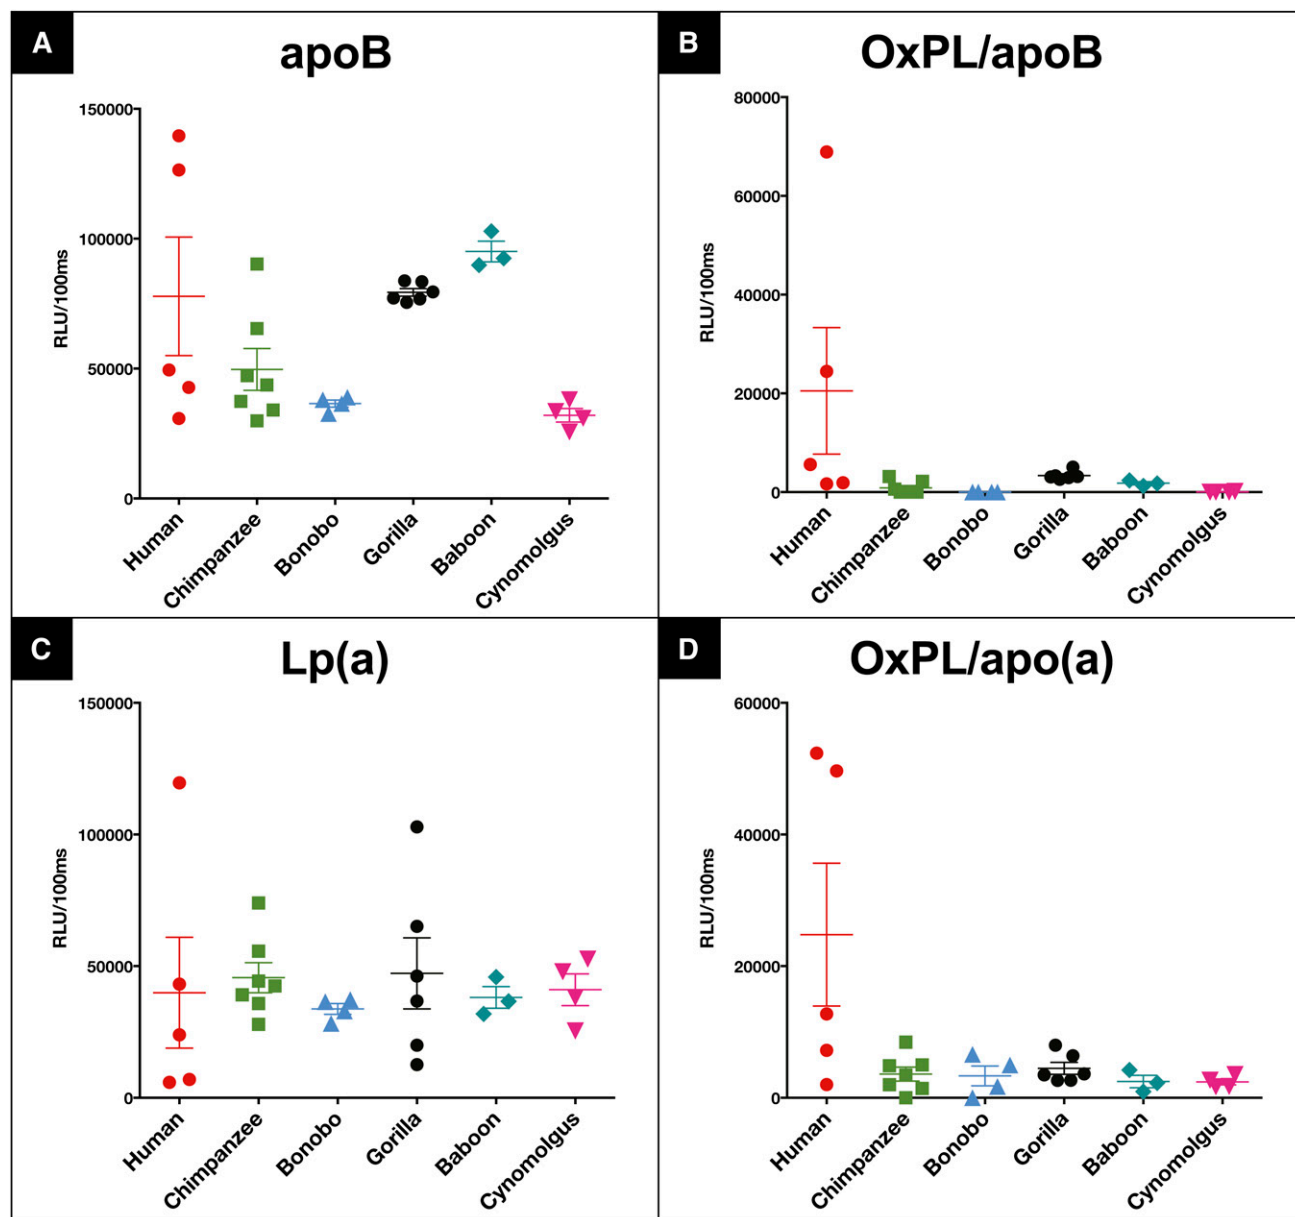 A
apoB
RLU/100ms
150000
100000
50000
0
Human
Chimpanzee
Bonobo
Gorilla
Baboon
Cynomolgus
B
OxPL/apoB
RLU/100ms
80000
60000
40000
20000
0
Human
Chimpanzee
Bonobo
Gorilla
Baboon
Cynomolgus
C
Lp(a)
RLU/100ms
150000
100000
50000
0
Human
Chimpanzee
Bonobo
Gorilla
Baboon
Cynomolgus
D
OxPL/apo(a)
RLU/100ms
60000
40000
20000
0
Human
Chimpanzee
Bonobo
Gorilla
Baboon
Cynomolgus